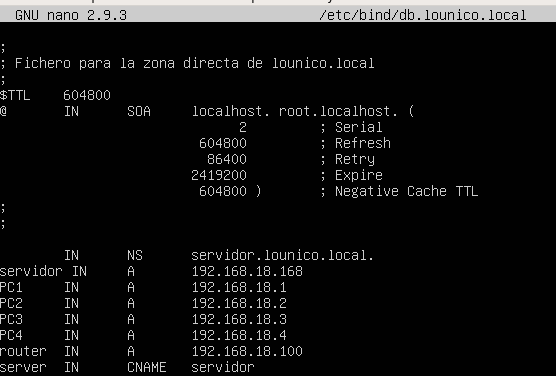 GNU nano 2.9.3 /etc/bind/db.lounico.local
;
; Fichero para la zona directa de lounico.local
;
$TTL 604800
@ IN SOA localhost. root.localhost. (
2 ; Serial
604800 ; Refresh
86400 ; Retry
2419200 ; Expire
604800 ) ; Negative Cache TTL
;
;
IN NS servidor.lounico.local.
servidor IN A 192.168.18.168
PC1 IN A 192.168.18.1
PC2 IN A 192.168.18.2
PC3 IN A 192.168.18.3
PC4 IN A 192.168.18.4
router IN A 192.168.18.100
server IN CNAME servidor